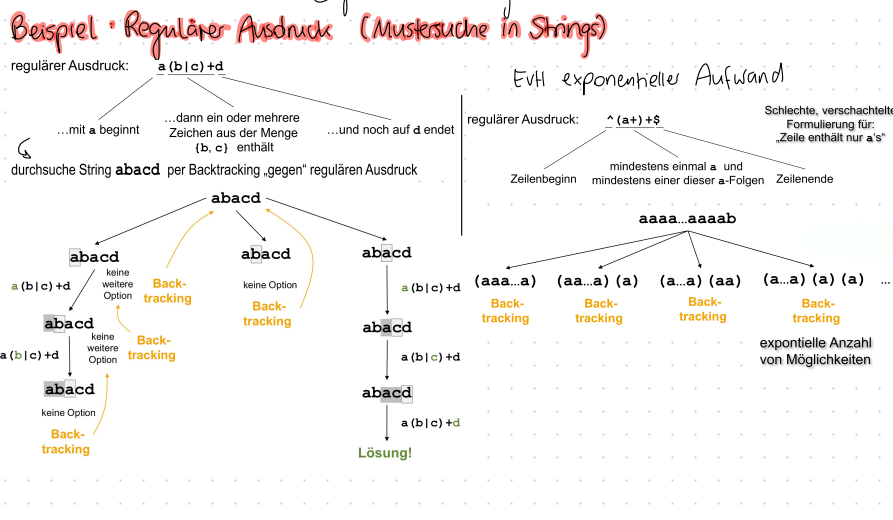 Beispiel: Regulärer Ausdruck (Mustersuche in Strings)
regulärer Ausdruck: a(b|c)+d
…mit a beginnt
…dann ein oder mehrere
Zeichen aus der Menge
{b,c} enthält
…und noch auf d endet
durchsuche String abacd per Backtracking „gegen“ regulären Ausdruck
abacd
abacd
abacd
abacd
a(b|c)+d
keine
weitere
Option
Back-
tracking
keine Option
Back-
tracking
a(b|c)+d
abacd
keine
weitere
Option
Back-
tracking
abacd
a(b|c)+d
a(b|c)+d
abacd
keine Option
Back-
tracking
abacd
a(b|c)+d
Lösung!
Evtl exponentieller Aufwand
regulärer Ausdruck: ^(a+)+$
Schlechte, verschachtelte
Formulierung für:
„Zeile enthält nur a's“
Zeilenbeginn
mindestens einmal a und
mindestens einer dieser a-Folgen
Zeilenende
aaaa…aaaab
(aaa…a) (aa…a)(a) (a…a)(aa) (a…a)(a)(a) …
Back-
tracking
Back-
tracking
Back-
tracking
Back-
tracking
expontielle Anzahl
von Möglichkeiten